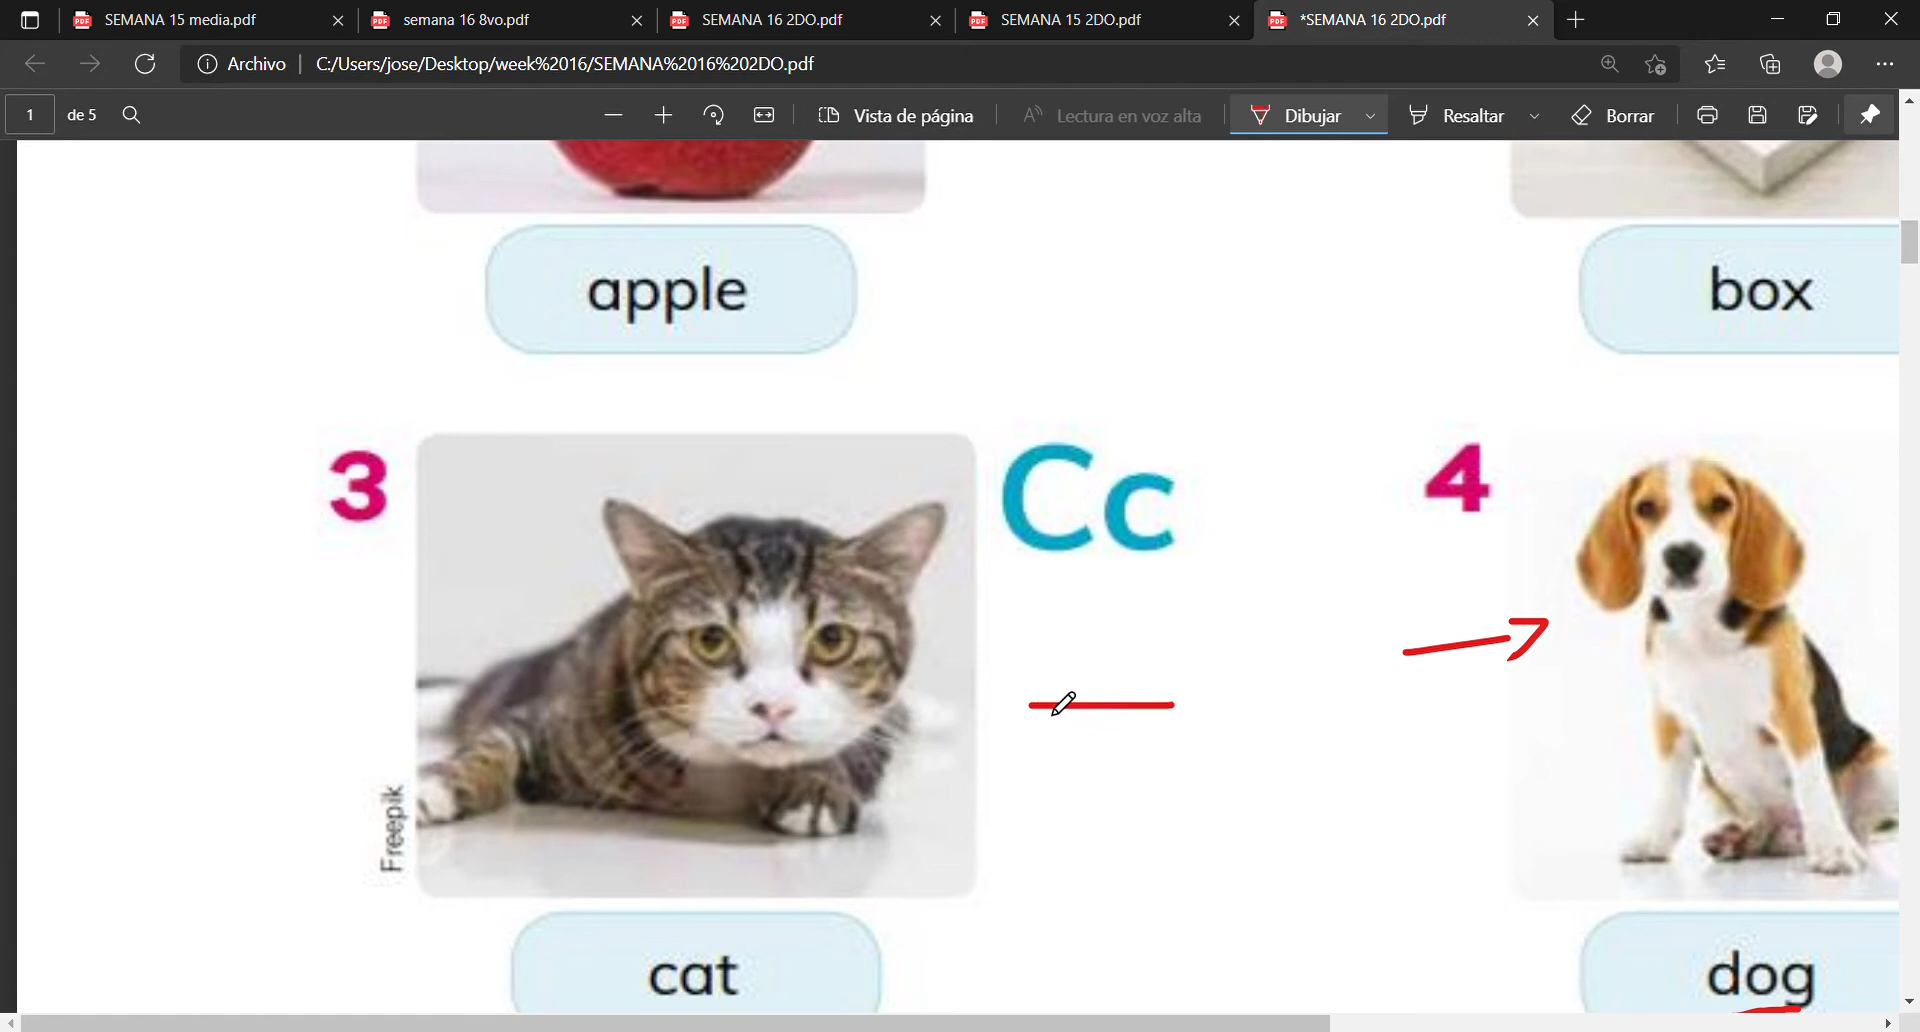 SEMANA 15 media.pdf
semana 16 8vo.pdf
SEMANA 16 2DO.pdf
SEMANA 15 2DO.pdf
*SEMANA 16 2DO.pdf
Archivo
C:/Users/jose/Desktop/week%2016/SEMANA%2016%202DO.pdf
1 de 5
Vista de página
Lectura en voz alta
Dibujar
Resaltar
Borrar
apple
box
3
Cc
4
Freepik
cat
dog